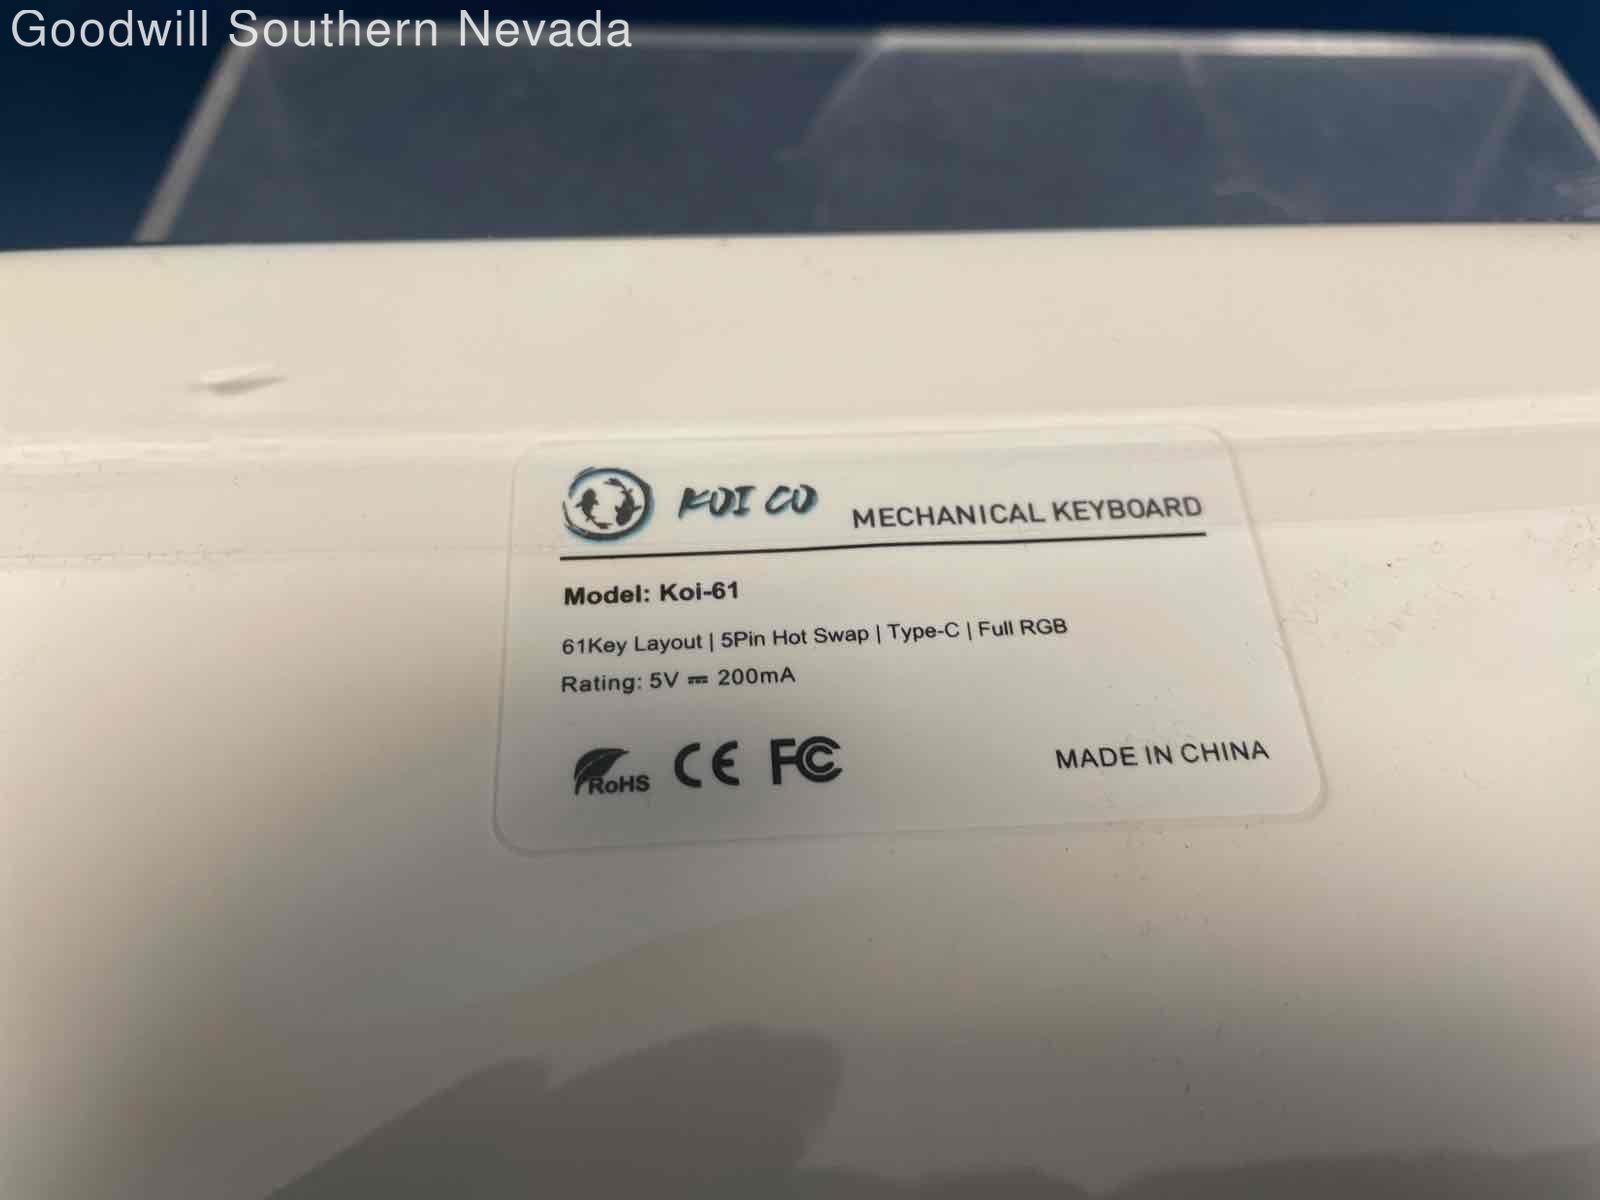 Goodwill Southern Nevada
KOI CO MECHANICAL KEYBOARD
Model: Koi-61
61Key Layout | 5Pin Hot Swap | Type-C | Full RGB
Rating: 5V ⎓ 200mA
RoHS CE FC MADE IN CHINA